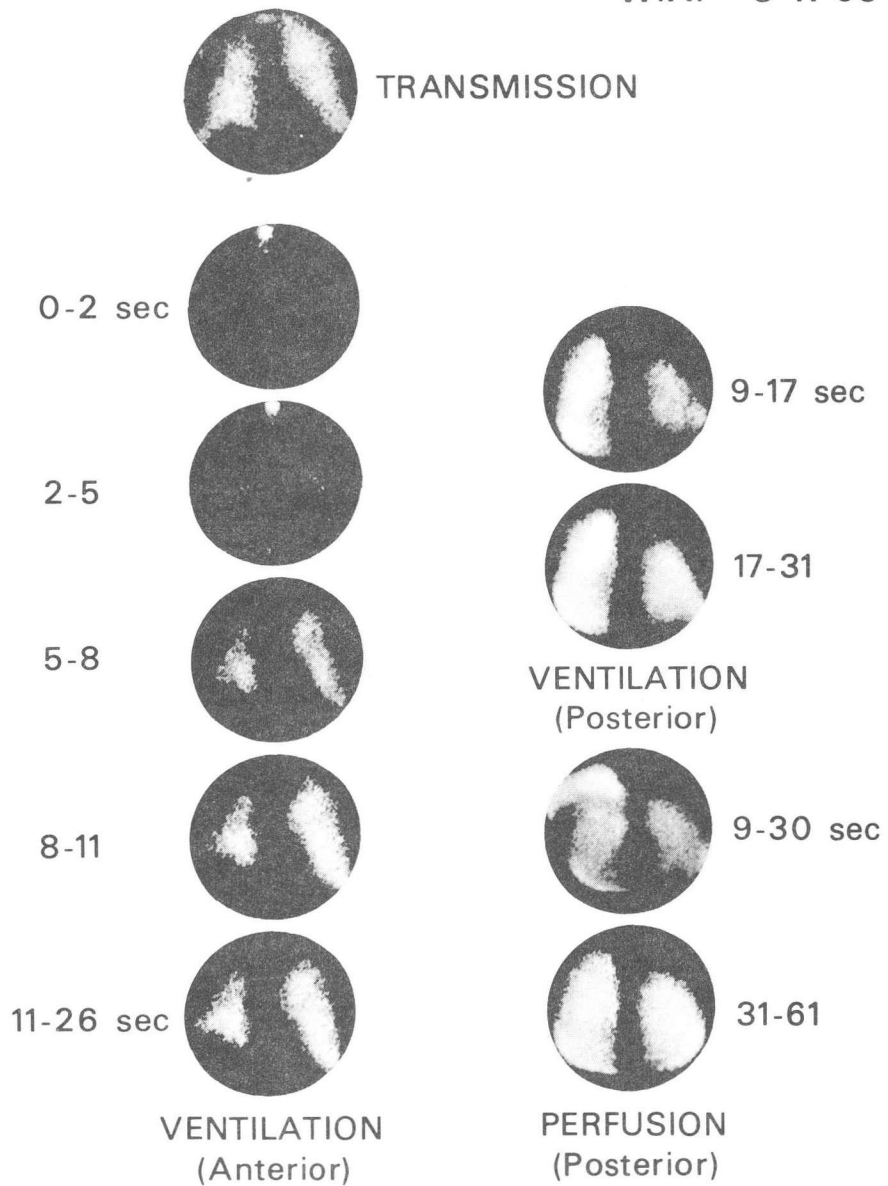 TRANSMISSION
0-2 sec
2-5
5-8
8-11
11-26 sec
VENTILATION
(Anterior)
9-17 sec
17-31
VENTILATION
(Posterior)
9-30 sec
31-61
PERFUSION
(Posterior)